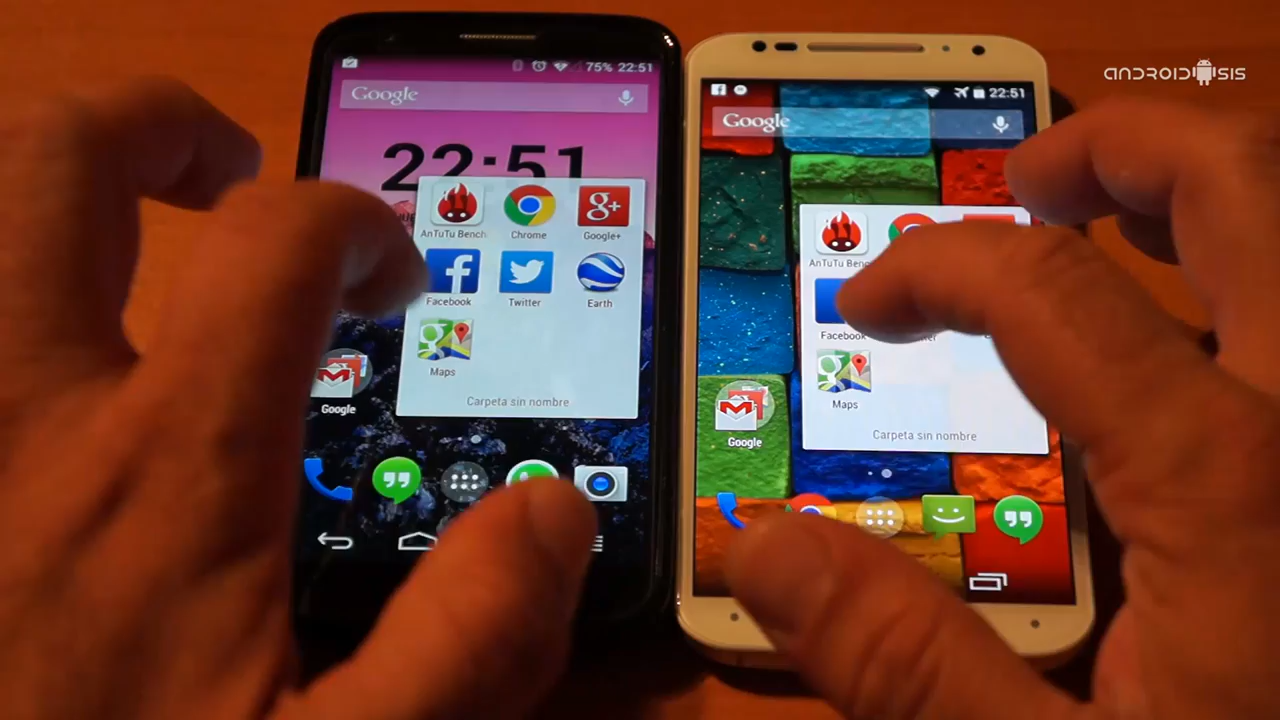 ANDROIDSIS
75% 22:51
Google
22:51
AnTuTu Bench
Chrome
Google+
Facebook
Twitter
Earth
Maps
Carpeta sin nombre
Google
22:51
Google
AnTuTu Benc
Facebook
Maps
Carpeta sin nombre
Google